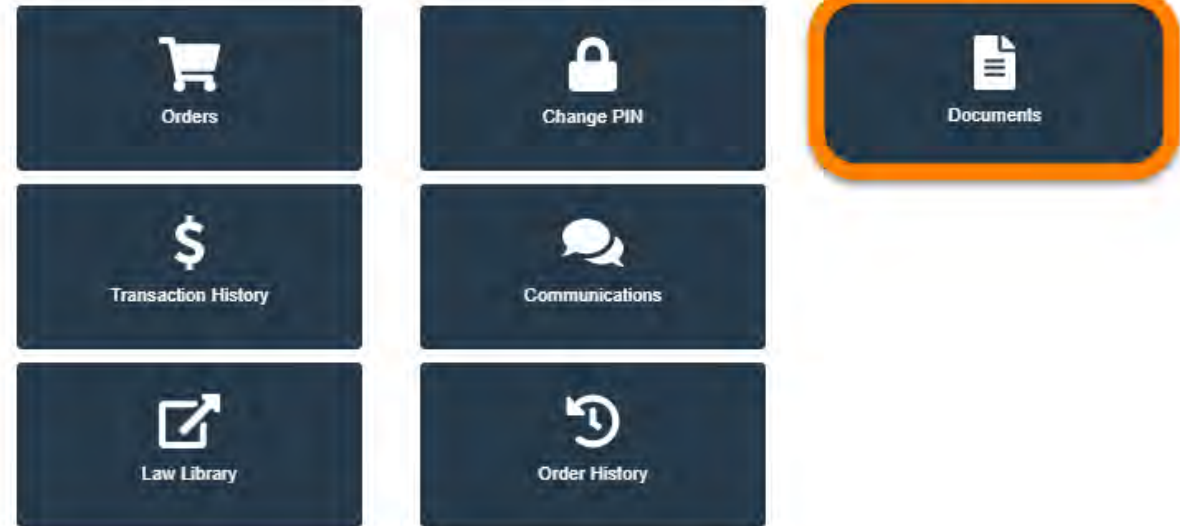 Orders
Change PIN
Documents
Transaction History
Communications
Law Library
Order History